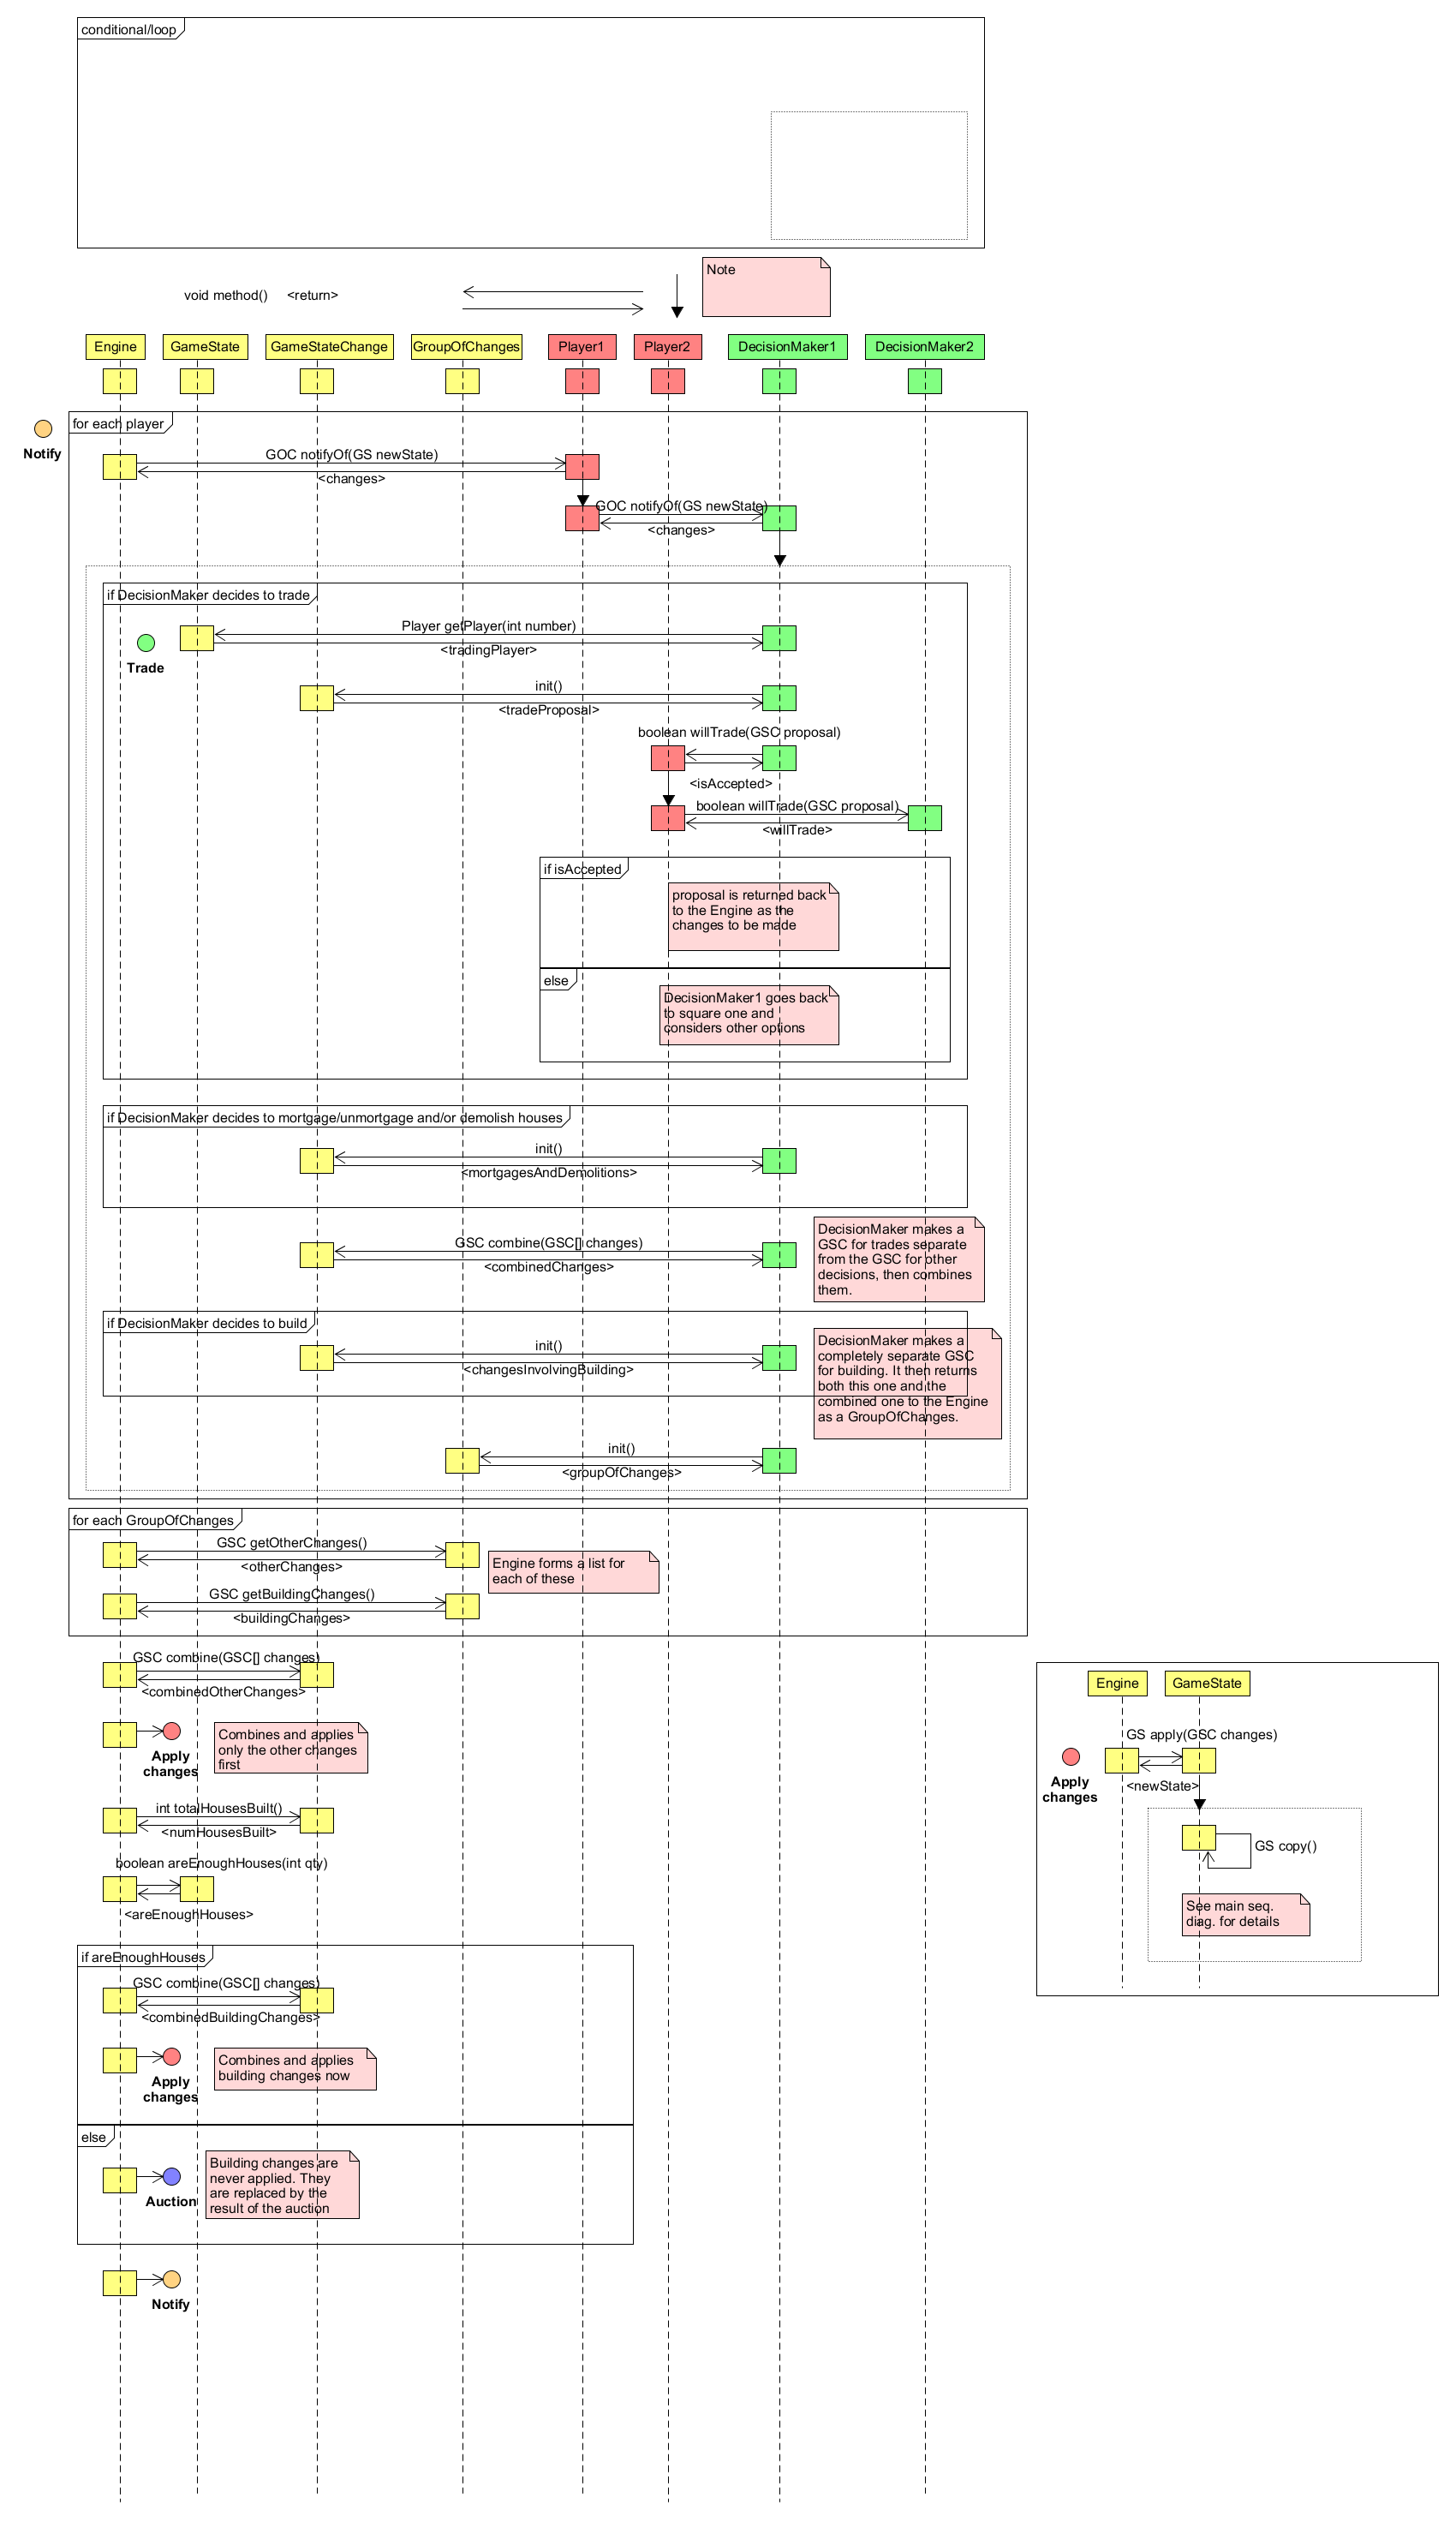 conditional/loop
Note
void method()
<return>
Engine
GameState
GameStateChange
GroupOfChanges
Player1
Player2
DecisionMaker1
DecisionMaker2
for each player
Notify
GOC notifyOf(GS newState)
<changes>
GOC notifyOf(GS newState)
<changes>
if DecisionMaker decides to trade
Trade
Player getPlayer(int number)
<tradingPlayer>
init()
<tradeProposal>
boolean willTrade(GSC proposal)
<isAccepted>
boolean willTrade(GSC proposal)
<willTrade>
if isAccepted
proposal is returned back
to the Engine as the
changes to be made
else
DecisionMaker1 goes back
to square one and
considers other options
if DecisionMaker decides to mortgage/unmortgage and/or demolish houses
init()
<mortgagesAndDemolitions>
GSC combine(GSC[] changes)
<combinedChanges>
DecisionMaker makes a
GSC for trades separate
from the GSC for other
decisions, then combines
them.
if DecisionMaker decides to build
init()
<changesInvolvingBuilding>
DecisionMaker makes a
completely separate GSC
for building. It then returns
both this one and the
combined one to the Engine
as a GroupOfChanges.
init()
<groupOfChanges>
for each GroupOfChanges
GSC getOtherChanges()
<otherChanges>
Engine forms a list for
each of these
GSC getBuildingChanges()
<buildingChanges>
GSC combine(GSC[] changes)
<combinedOtherChanges>
Apply
changes
Combines and applies
only the other changes
first
int totalHousesBuilt()
<numHousesBuilt>
boolean areEnoughHouses(int qty)
<areEnoughHouses>
if areEnoughHouses
GSC combine(GSC[] changes)
<combinedBuildingChanges>
Apply
changes
Combines and applies
building changes now
else
Auction
Building changes are
never applied. They
are replaced by the
result of the auction
Notify
Engine
GameState
GS apply(GSC changes)
Apply
changes
<newState>
GS copy()
See main seq.
diag. for details